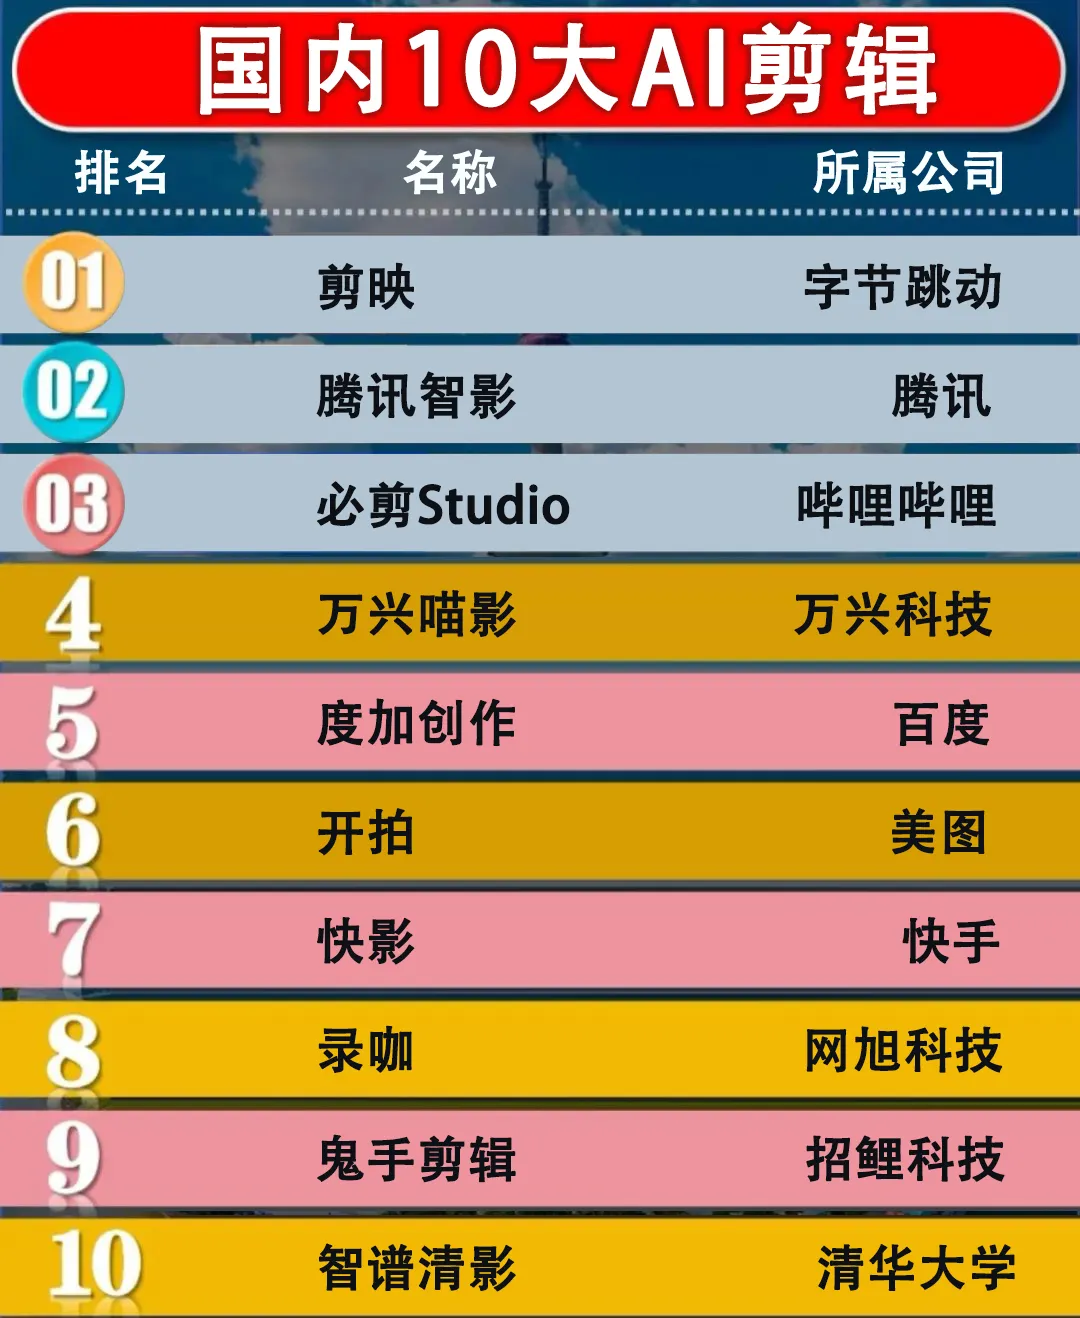 国内10大AI剪辑
排名 名称 所属公司
01 剪映 字节跳动
02 腾讯智影 腾讯
03 必剪Studio 哔哩哔哩
4 万兴喵影 万兴科技
5 度加创作 百度
6 开拍 美图
7 快影 快手
8 录咖 网旭科技
9 鬼手剪辑 招鲤科技
10 智谱清影 清华大学